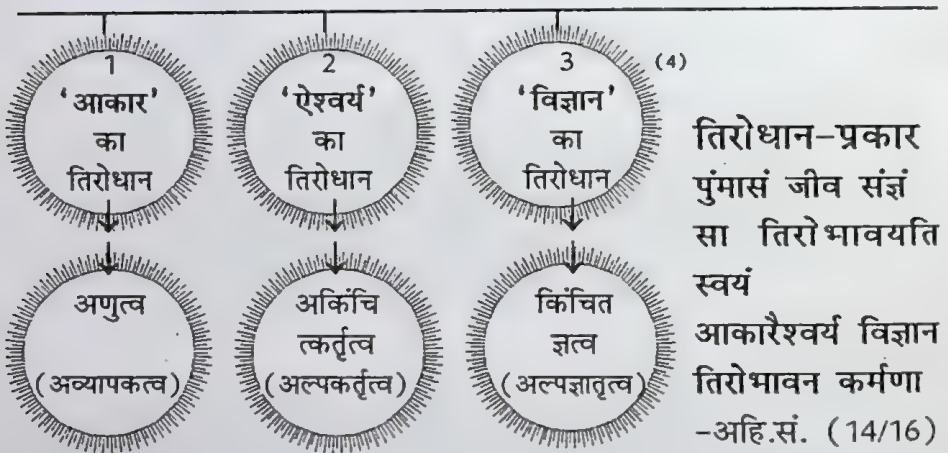 1
'आकार'
का
तिरोधान
2
'ऐश्वर्य'
का
तिरोधान
3
'विज्ञान'
का
तिरोधान
(4)
अणुत्व
(अव्यापकत्व)
अकिंचि
त्कर्तृत्व
(अल्पकर्तृत्व)
किंचित
ज्ञत्व
(अल्पज्ञातृत्व)
तिरोधान-प्रकार
पुंमासं जीव संज्ञं
सा तिरोभावयति
स्वयं
आकारैश्वर्य विज्ञान
तिरोभावन कर्मणा
-अहि.सं. (14/16)